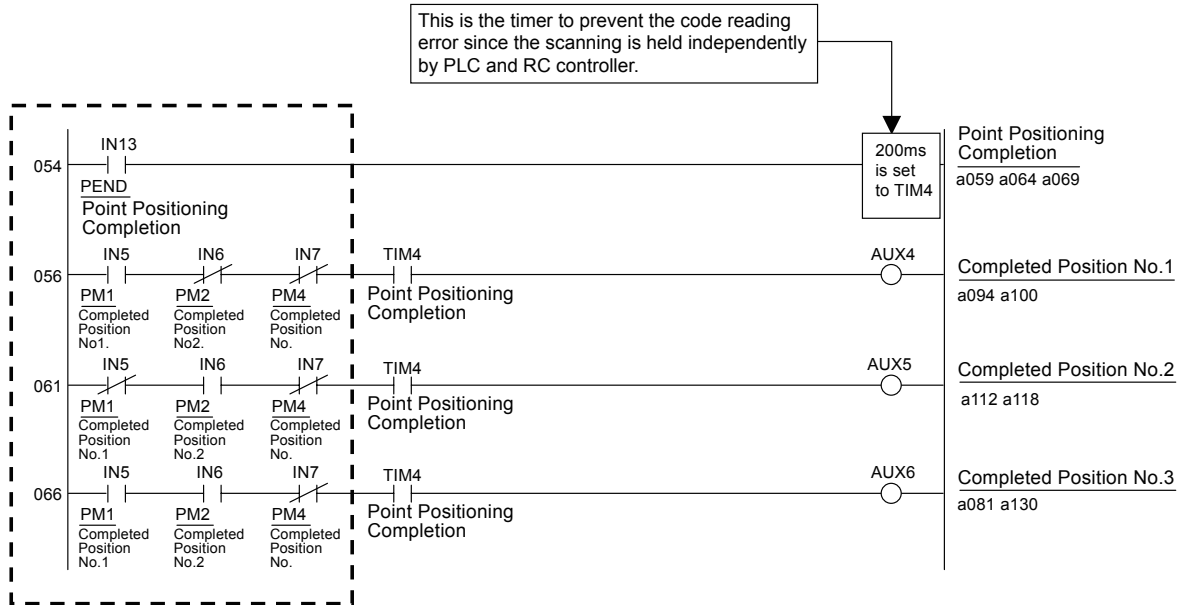 This is the timer to prevent the code reading
error since the scanning is held independently
by PLC and RC controller.
054
IN13
PEND
Point Positioning
Completion
200ms
is set
to TIM4
Point Positioning
Completion
a059 a064 a069
056
IN5
IN6
IN7
TIM4
AUX4
PM1
Completed
Position
No1.
PM2
Completed
Position
No2.
PM4
Completed
Position
No.
Point Positioning
Completion
Completed Position No.1
a094 a100
061
IN5
IN6
IN7
TIM4
AUX5
PM1
Completed
Position
No.1
PM2
Completed
Position
No.2
PM4
Completed
Position
No.
Point Positioning
Completion
Completed Position No.2
a112 a118
066
IN5
IN6
IN7
TIM4
AUX6
PM1
Completed
Position
No.1
PM2
Completed
Position
No.2
PM4
Completed
Position
No.
Point Positioning
Completion
Completed Position No.3
a081 a130